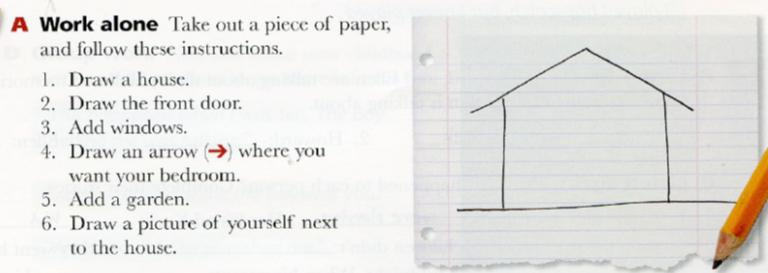 A Work alone Take out a piece of paper,
and follow these instructions.
1. Draw a house.
2. Draw the front door.
3. Add windows.
4. Draw an arrow (➔) where you
want your bedroom.
5. Add a garden.
6. Draw a picture of yourself next
to the house.